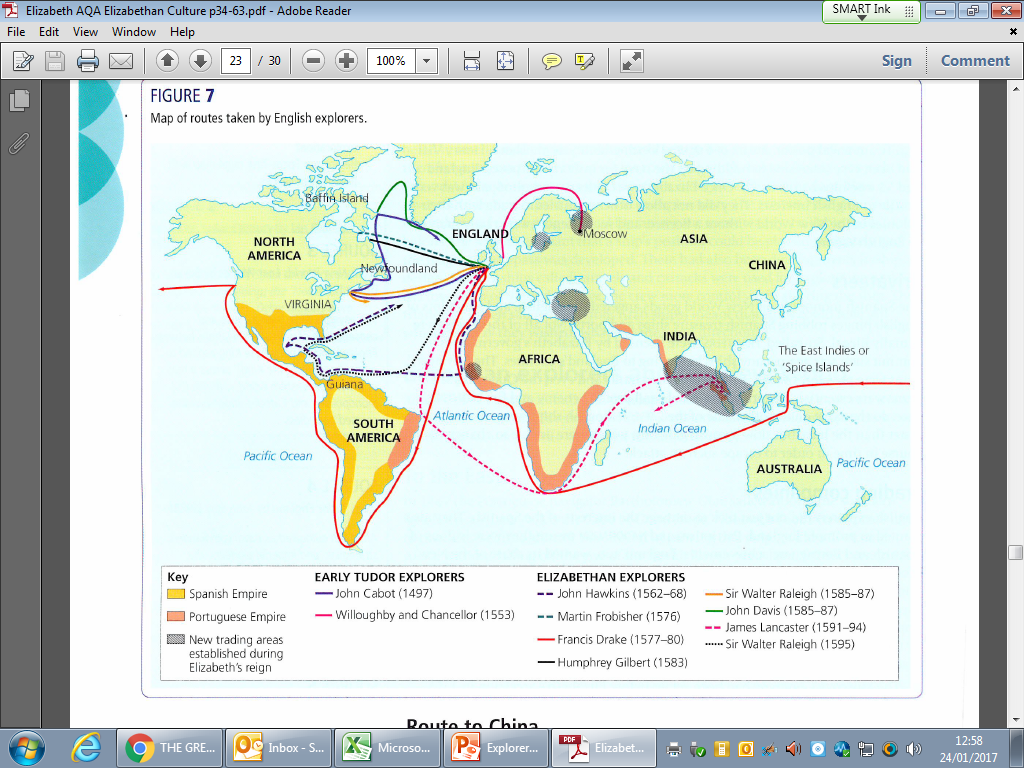 Elizabeth AQA Elizabethan Culture p34-63.pdf - Adobe Reader
SMART Ink
File Edit View Window Help
23 / 30
100%
Sign
Comment
FIGURE 7
Map of routes taken by English explorers.
Baffin Island
ENGLAND
Moscow
NORTH
AMERICA
ASIA
Newfoundland
CHINA
VIRGINIA
INDIA
AFRICA
The East Indies or
'Spice Islands'
Guiana
Atlantic Ocean
SOUTH
AMERICA
Indian Ocean
Pacific Ocean
AUSTRALIA
Pacific Ocean
Key
Spanish Empire
Portuguese Empire
New trading areas
established during
Elizabeth's reign
EARLY TUDOR EXPLORERS
John Cabot (1497)
Willoughby and Chancellor (1553)
ELIZABETHAN EXPLORERS
John Hawkins (1562–68)
Martin Frobisher (1576)
Francis Drake (1577–80)
Humphrey Gilbert (1583)
Sir Walter Raleigh (1585–87)
John Davis (1585–87)
James Lancaster (1591–94)
Sir Walter Raleigh (1595)
Route to China
THE GRE...
Inbox - S...
Microso...
Explorer...
PDF
Elizabet...
12:58
24/01/2017